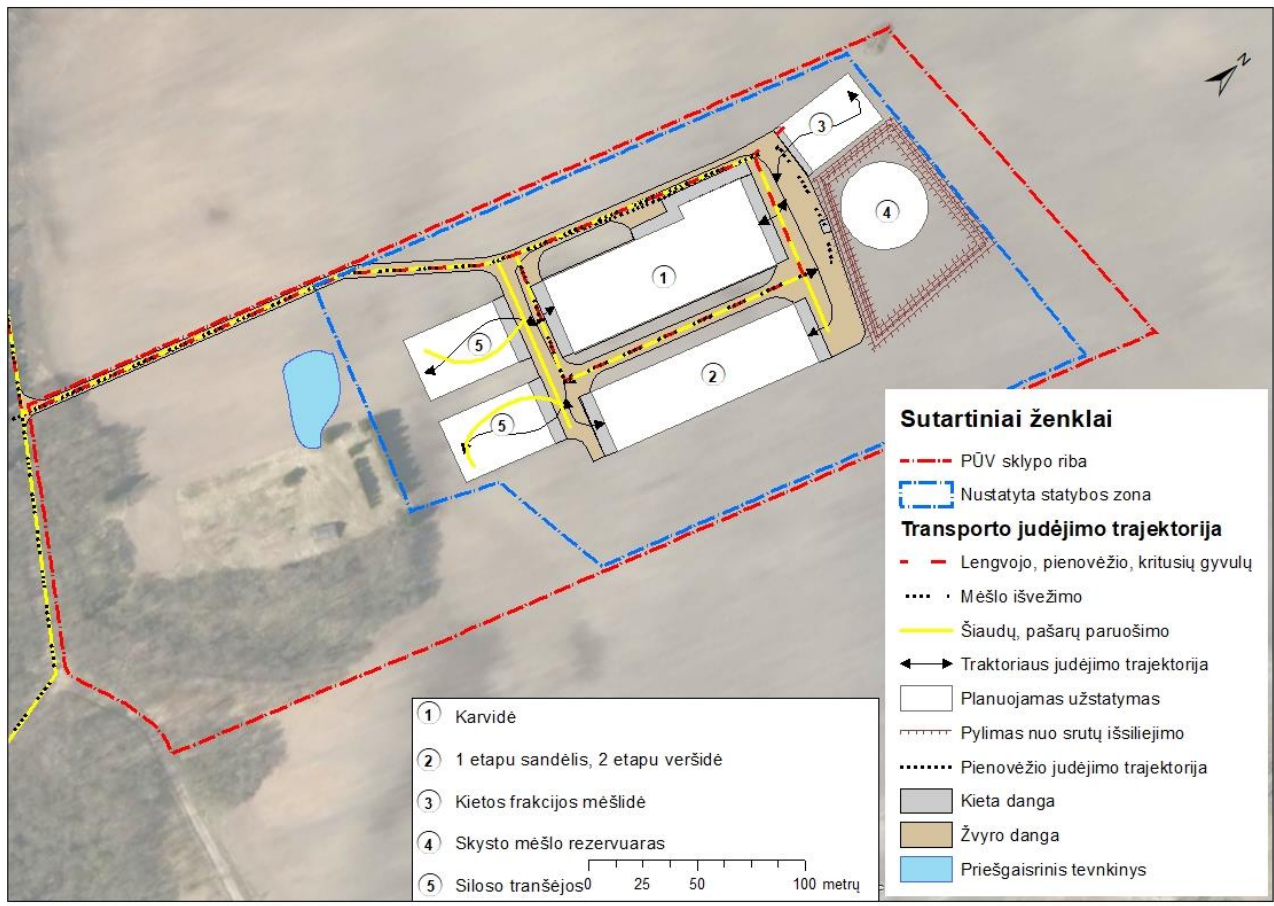 N
3
4
1
5
2
5
Sutartiniai ženklai
PŪV sklypo riba
Nustatyta statybos zona
Transporto judėjimo trajektorija
Lengvojo, pienovėžio, kritusių gyvulų
Mėšlo išvežimo
Šiaudų, pašarų paruošimo
Traktoriaus judėjimo trajektorija
Planuojamas užstatymas
Pylimas nuo srutų išsiliejimo
Pienovėžio judėjimo trajektorija
Kieta danga
Žvyro danga
Priešgaisrinis tevnkinys
1 Karvidė
2 1 etapu sandėlis, 2 etapu veršidė
3 Kietos frakcijos mėšlidė
4 Skysto mėšlo rezervuaras
5 Siloso tranšėjos
0 25 50 100 metrų